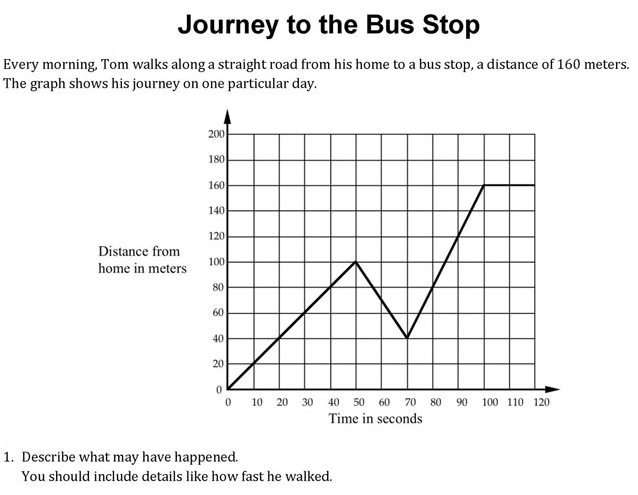 Journey to the Bus Stop
Every morning, Tom walks along a straight road from his home to a bus stop, a distance of 160 meters.
The graph shows his journey on one particular day.
200
180
160
140
120
Distance from
home in meters
100
80
60
40
20
0
0 10 20 30 40 50 60 70 80 90 100 110 120
Time in seconds
1. Describe what may have happened.
You should include details like how fast he walked.